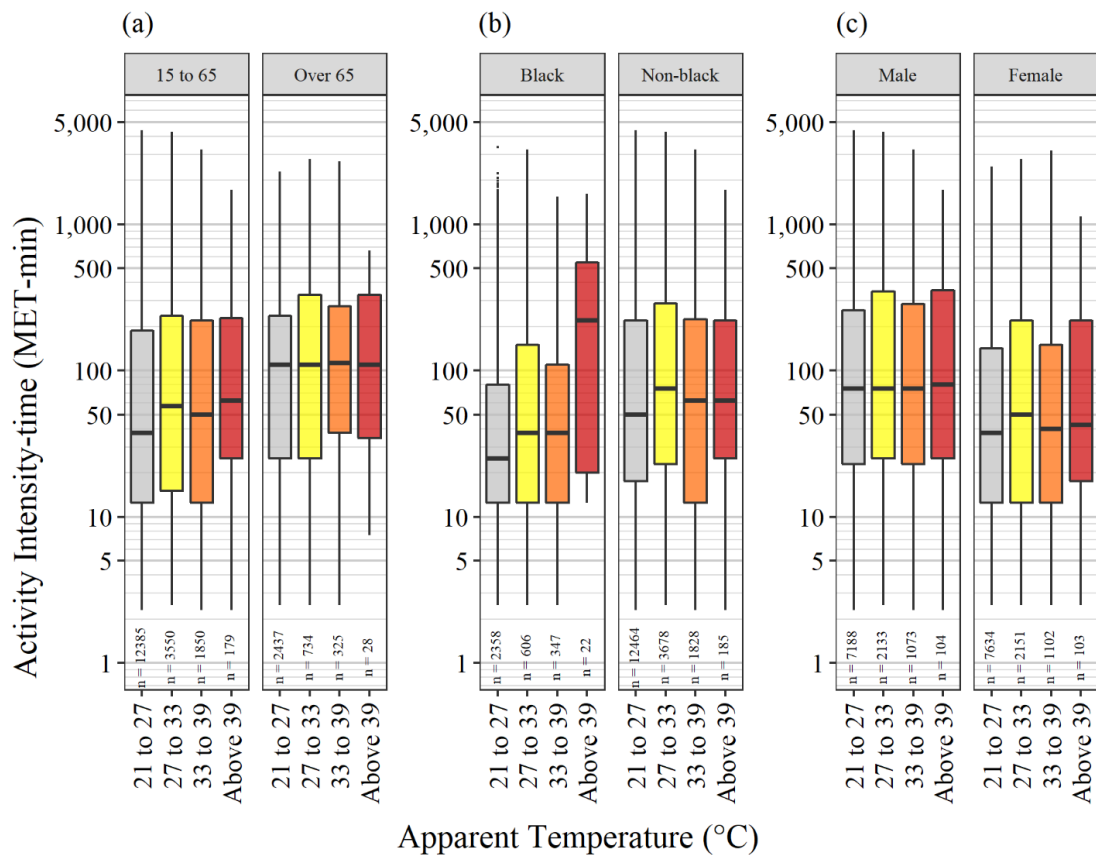 (a) (b) (c)
15 to 65 Over 65 Black Non-black Male Female
Activity Intensity-time (MET-min)
5,000
1,000
500
100
50
10
5
1
n = 12385 n = 3550 n = 1850 n = 179 n = 2437 n = 734 n = 325 n = 28 n = 2358 n = 606 n = 347 n = 22 n = 12464 n = 3678 n = 1828 n = 185 n = 7188 n = 2133 n = 1073 n = 104 n = 7634 n = 2151 n = 1102 n = 103
21 to 27 27 to 33 33 to 39 Above 39 21 to 27 27 to 33 33 to 39 Above 39 21 to 27 27 to 33 33 to 39 Above 39 21 to 27 27 to 33 33 to 39 Above 39 21 to 27 27 to 33 33 to 39 Above 39 21 to 27 27 to 33 33 to 39 Above 39
Apparent Temperature (°C)